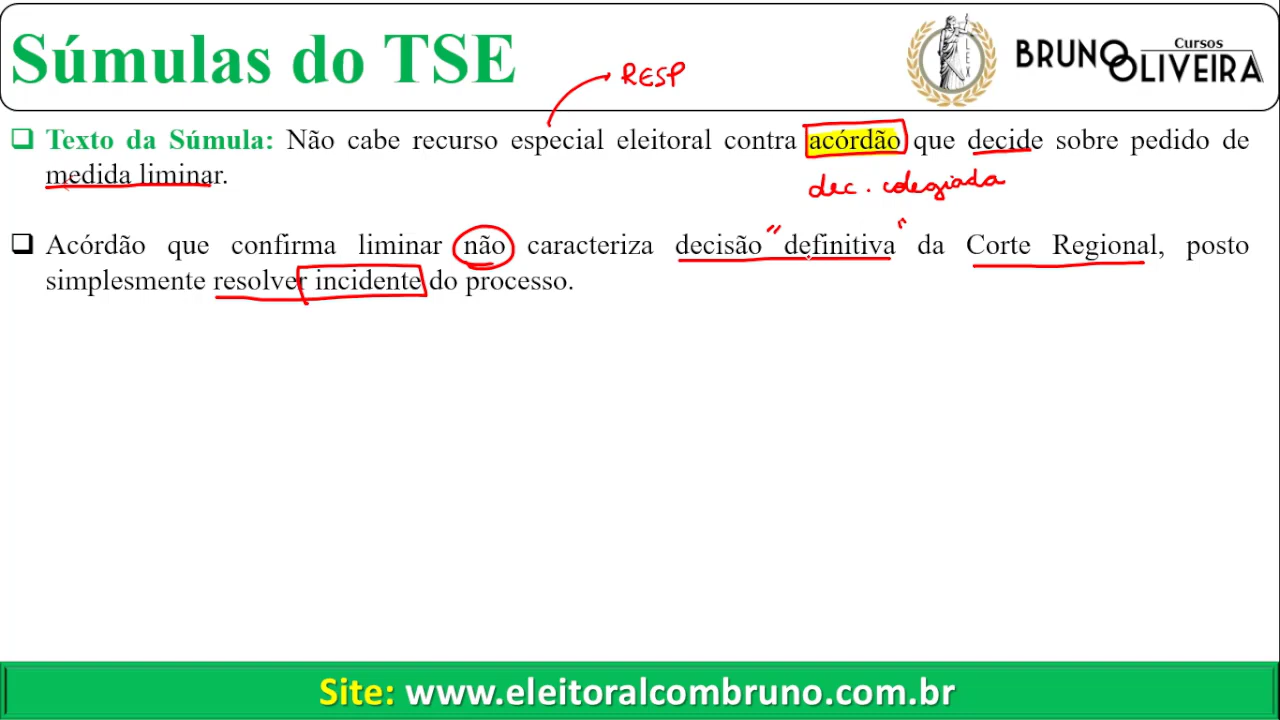 Súmulas do TSE
Cursos
BRUNO OLIVEIRA
LEX
RESP
Texto da Súmula: Não cabe recurso especial eleitoral contra acórdão que decide sobre pedido de
medida liminar.
dec. colegiada
Acórdão que confirma liminar não caracteriza decisão "definitiva" da Corte Regional, posto
simplesmente resolver incidente do processo.
Site: www.eleitoralcombruno.com.br